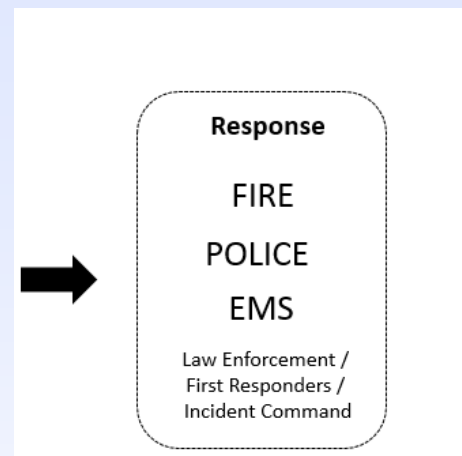 Response
FIRE
POLICE
EMS
Law Enforcement /
First Responders /
Incident Command